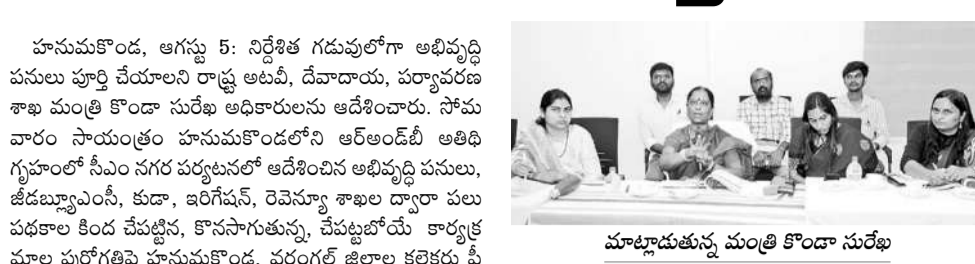 హనుమకొండ, ఆగస్టు 5: నిర్దేశిత గడువులోగా అభివృద్ధి
పనులు పూర్తి చేయాలని రాష్ట్ర అటవీ, దేవాదాయ, పర్యావరణ
శాఖ మంత్రి కొండా సురేఖ అధికారులను ఆదేశించారు. సోమ
వారం సాయంత్రం హనుమకొండలోని ఆర్అండ్‌బీ అతిథి
గృహంలో సీఎం నగర పర్యటనలో ఆదేశించిన అభివృద్ధి పనులు,
జీడబ్ల్యూఎంసీ, కుడా, ఇరిగేషన్, రెవెన్యూ శాఖల ద్వారా పలు
పథకాల కింద చేపట్టిన, కొనసాగుతున్న, చేపట్టబోయే కార్యక్ర
మాల పురోగతిపై హనుమకొండ, వరంగల్ జిల్లాల
మాట్లాడుతున్న మంత్రి కొండా సురేఖ